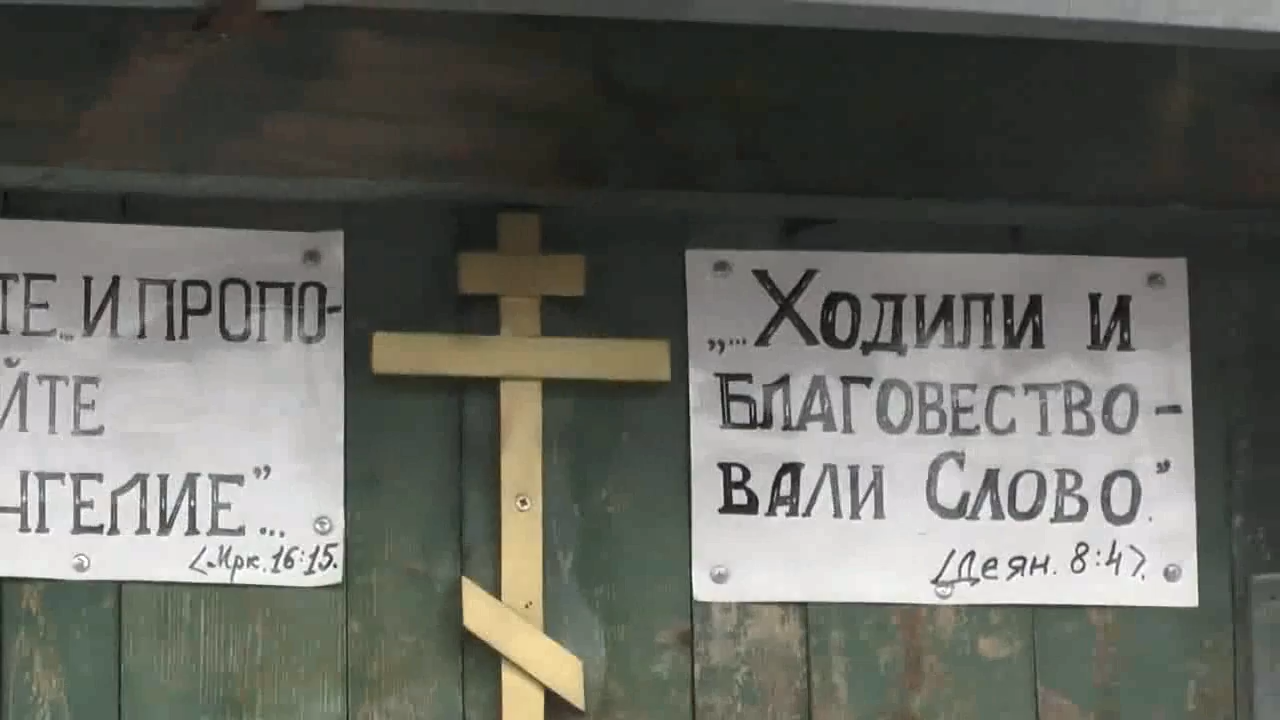 ТЕ... И ПРОПО-
ЙТЕ
НГЕЛИЕ”...
<Мрк. 16:15.
„...Ходили и
БЛАГОВЕСТВО-
ВАЛИ СЛОВО.”
<Деян. 8:4>.